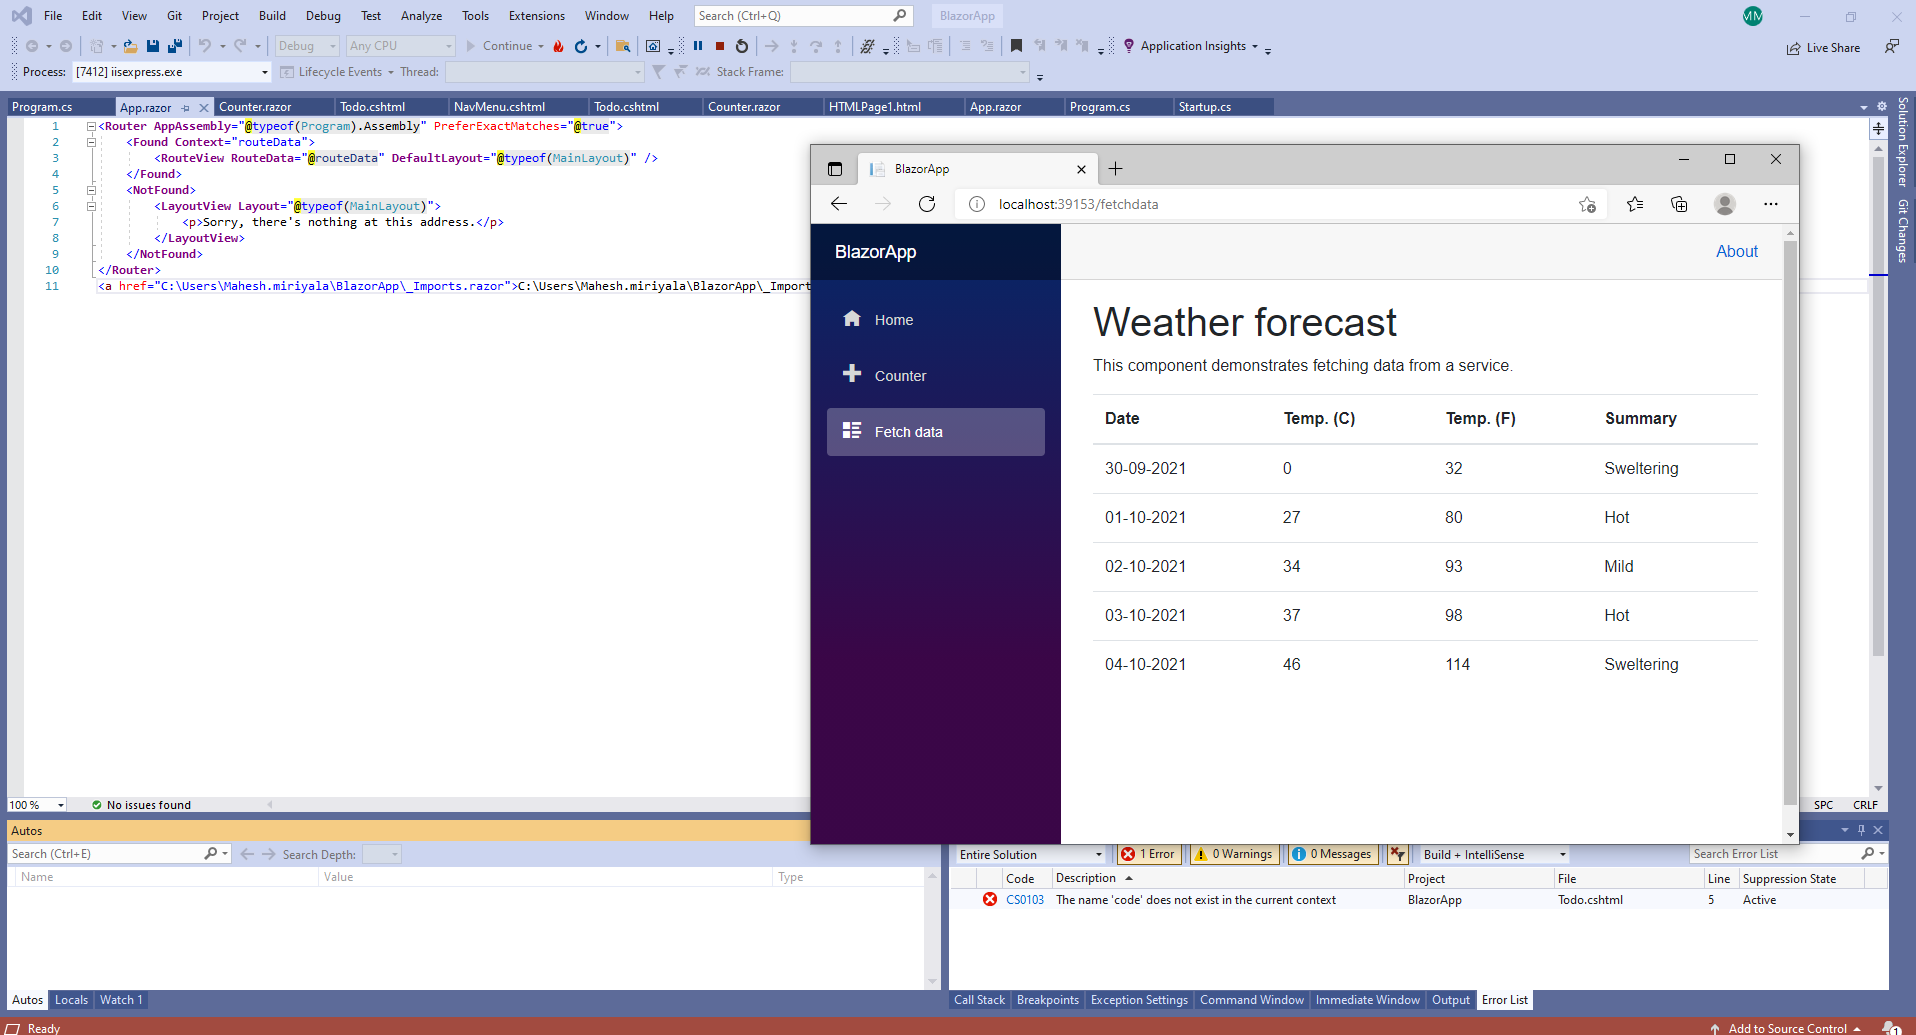 File Edit View Git Project Build Debug Test Analyze Tools Extensions Window Help Search (Ctrl+Q) BlazorApp MM
Debug Any CPU Continue Application Insights Live Share
Process: [7412] iisexpress.exe Lifecycle Events Thread: Stack Frame:
Program.cs App.razor Counter.razor Todo.cshtml NavMenu.cshtml Todo.cshtml Counter.razor HTMLPage1.html App.razor Program.cs Startup.cs
Solution Explorer
Git Changes
1 <Router AppAssembly="@typeof(Program).Assembly" PreferExactMatches="@true">
2 <Found Context="routeData">
3 <RouteView RouteData="@routeData" DefaultLayout="@typeof(MainLayout)" />
4 </Found>
5 <NotFound>
6 <LayoutView Layout="@typeof(MainLayout)">
7 <p>Sorry, there's nothing at this address.</p>
8 </LayoutView>
9 </NotFound>
10 </Router>
11 <a href="C:\Users\Mahesh.miriyala\BlazorApp\_Imports.razor">C:\Users\Mahesh.miriyala\BlazorApp\_Import
BlazorApp
localhost:39153/fetchdata
BlazorApp
About
Home
Counter
Fetch data
Weather forecast
This component demonstrates fetching data from a service.
Date Temp. (C) Temp. (F) Summary
30-09-2021 0 32 Sweltering
01-10-2021 27 80 Hot
02-10-2021 34 93 Mild
03-10-2021 37 98 Hot
04-10-2021 46 114 Sweltering
100 % No issues found SPC CRLF
Autos
Search (Ctrl+E) Search Depth:
Name Value Type
Autos Locals Watch 1
Entire Solution 1 Error 0 Warnings 0 Messages Build + IntelliSense Search Error List
Code Description Project File Line Suppression State
CS0103 The name 'code' does not exist in the current context BlazorApp Todo.cshtml 5 Active
Call Stack Breakpoints Exception Settings Command Window Immediate Window Output Error List
Ready Add to Source Control 1